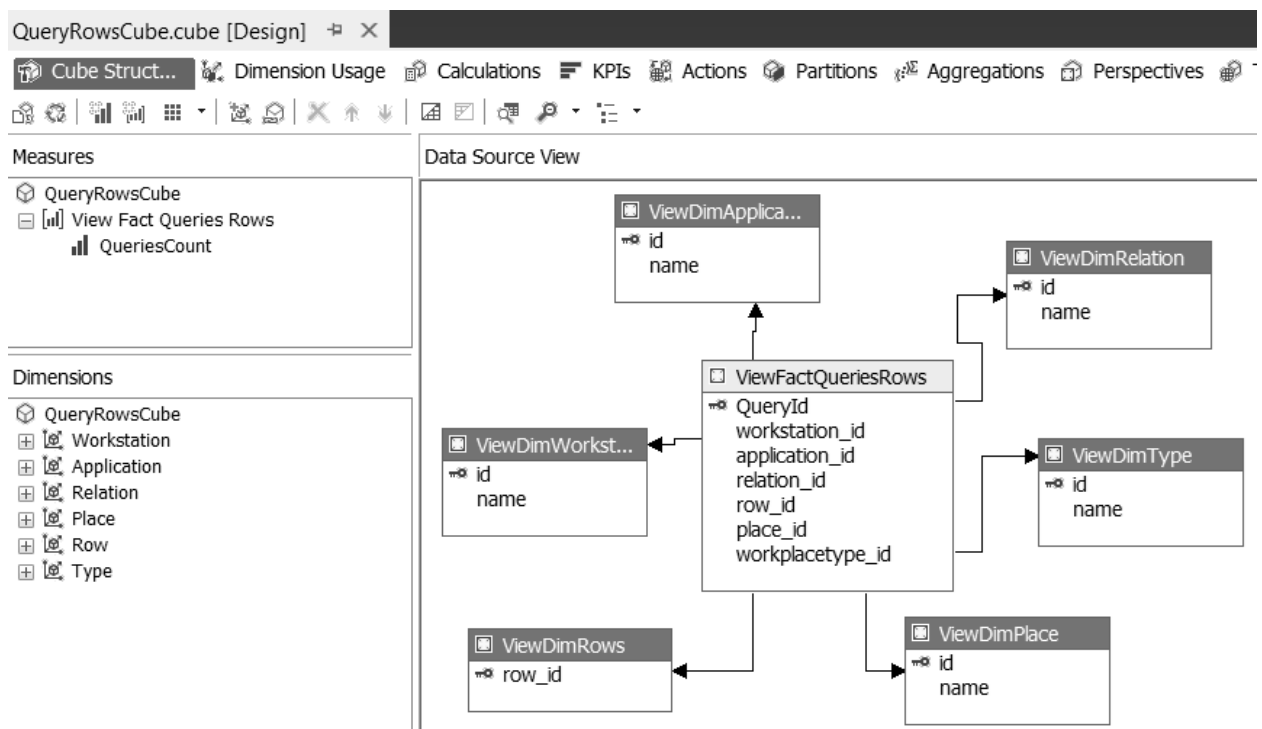 QueryRowsCube.cube [Design]
Cube Struct... Dimension Usage Calculations KPIs Actions Partitions Aggregations Perspectives
Measures
QueryRowsCube
View Fact Queries Rows
QueriesCount
Dimensions
QueryRowsCube
Workstation
Application
Relation
Place
Row
Type
Data Source View
ViewDimApplica...
id
name
ViewDimRelation
id
name
ViewFactQueriesRows
QueryId
workstation_id
application_id
relation_id
row_id
place_id
workplacetype_id
ViewDimWorkst...
id
name
ViewDimType
id
name
ViewDimRows
row_id
ViewDimPlace
id
name